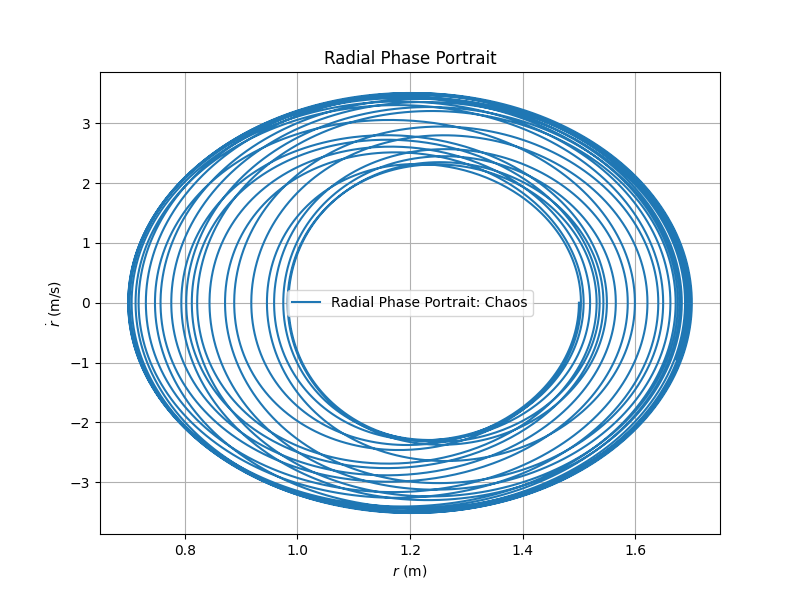 Radial Phase Portrait
3
2
1
0
−1
−2
−3
ṙ (m/s)
Radial Phase Portrait: Chaos
0.8 1.0 1.2 1.4 1.6
r (m)